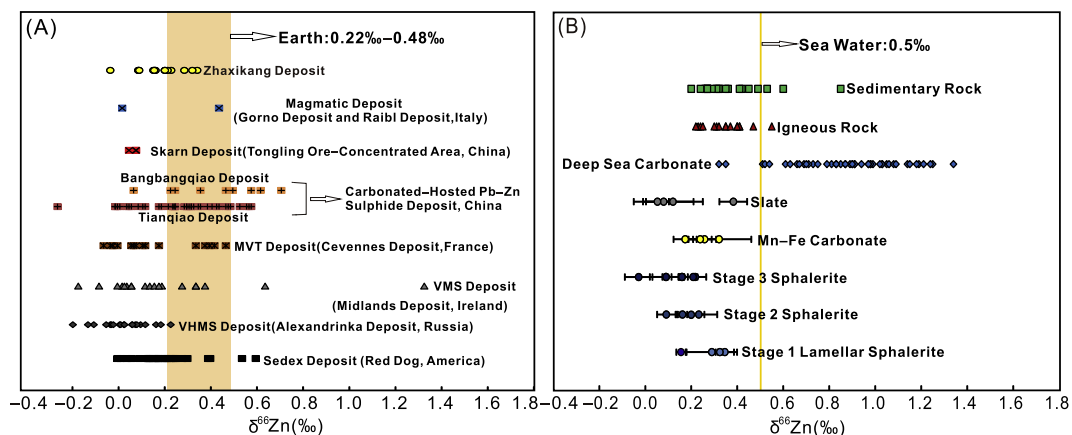 (A)
Earth:0.22‰–0.48‰
Zhaxikang Deposit
Magmatic Deposit
(Gorno Deposit and Raibl Deposit,Italy)
Skarn Deposit(Tongling Ore–Concentrated Area, China)
Bangbangqiao Deposit
Carbonated–Hosted Pb–Zn
Sulphide Deposit, China
Tianqiao Deposit
MVT Deposit(Cevennes Deposit,France)
VMS Deposit
(Midlands Deposit, Ireland)
VHMS Deposit(Alexandrinka Deposit, Russia)
Sedex Deposit (Red Dog, America)
−0.4 −0.2 0.0 0.2 0.4 0.6 0.8 1.0 1.2 1.4 1.6 1.8
δ⁶⁶Zn(‰)
(B)
Sea Water:0.5‰
Sedimentary Rock
Igneous Rock
Deep Sea Carbonate
Slate
Mn–Fe Carbonate
Stage 3 Sphalerite
Stage 2 Sphalerite
Stage 1 Lamellar Sphalerite
−0.4 −0.2 0.0 0.2 0.4 0.6 0.8 1.0 1.2 1.4 1.6 1.8
δ⁶⁶Zn(‰)